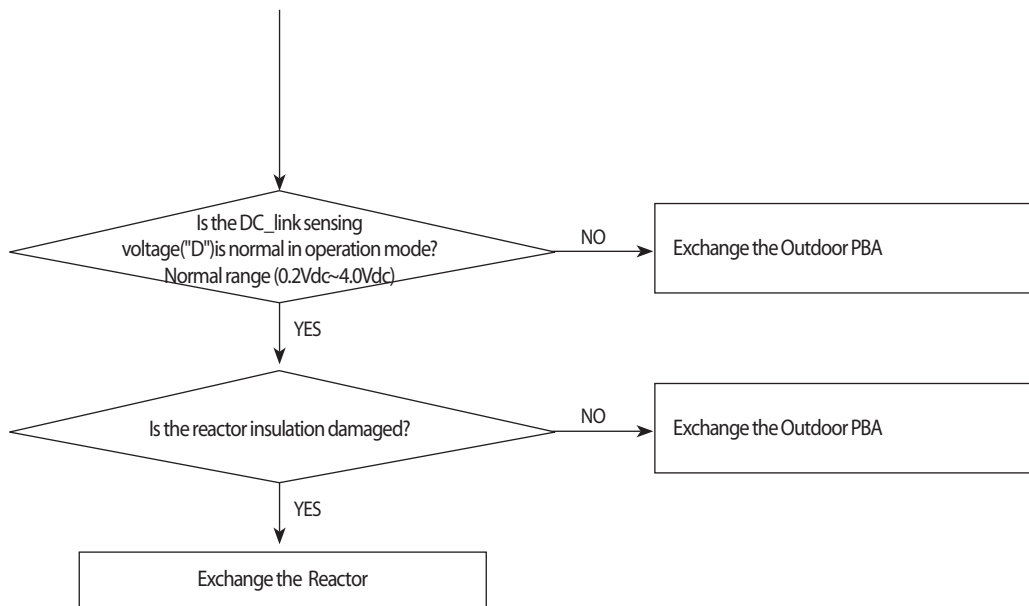 Is the DC_link sensing
voltage("D")is normal in operation mode?
Normal range (0.2Vdc~4.0Vdc)
NO
Exchange the Outdoor PBA
YES
Is the reactor insulation damaged?
NO
Exchange the Outdoor PBA
YES
Exchange the Reactor